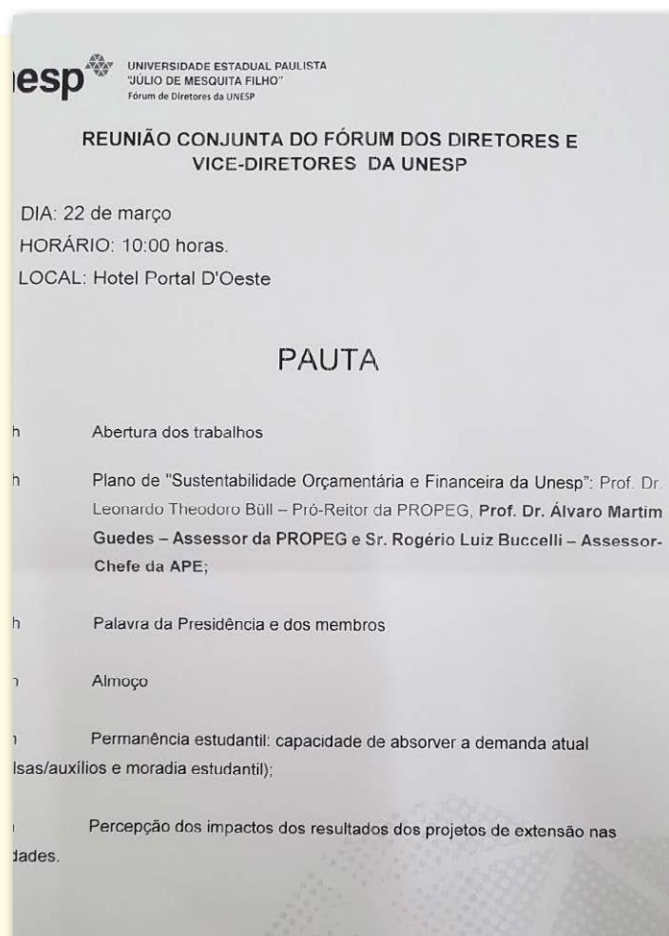 esp
UNIVERSIDADE ESTADUAL PAULISTA
"JÚLIO DE MESQUITA FILHO"
Fórum de Diretores da UNESP
REUNIÃO CONJUNTA DO FÓRUM DOS DIRETORES E
VICE-DIRETORES DA UNESP
DIA: 22 de março
HORÁRIO: 10:00 horas.
LOCAL: Hotel Portal D'Oeste
PAUTA
h Abertura dos trabalhos
h Plano de "Sustentabilidade Orçamentária e Financeira da Unesp": Prof. Dr.
Leonardo Theodoro Büll – Pró-Reitor da PROPEG, Prof. Dr. Álvaro Martim
Guedes – Assessor da PROPEG e Sr. Rogério Luiz Buccelli – Assessor-
Chefe da APE;
h Palavra da Presidência e dos membros
Almoço
Permanência estudantil: capacidade de absorver a demanda atual
lsas/auxílios e moradia estudantil);
Percepção dos impactos dos resultados dos projetos de extensão nas
dades.